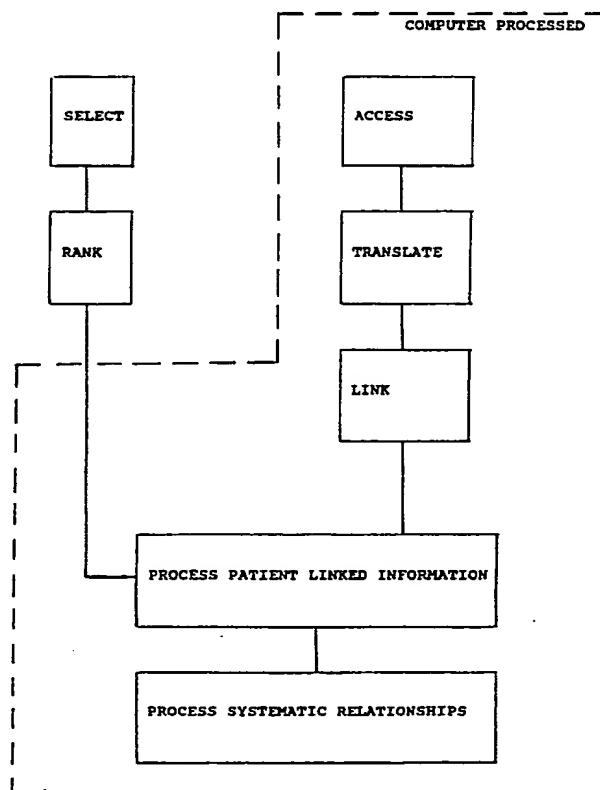 COMPUTER PROCESSED
SELECT
ACCESS
RANK
TRANSLATE
LINK
PROCESS PATIENT LINKED INFORMATION
PROCESS SYSTEMATIC RELATIONSHIPS